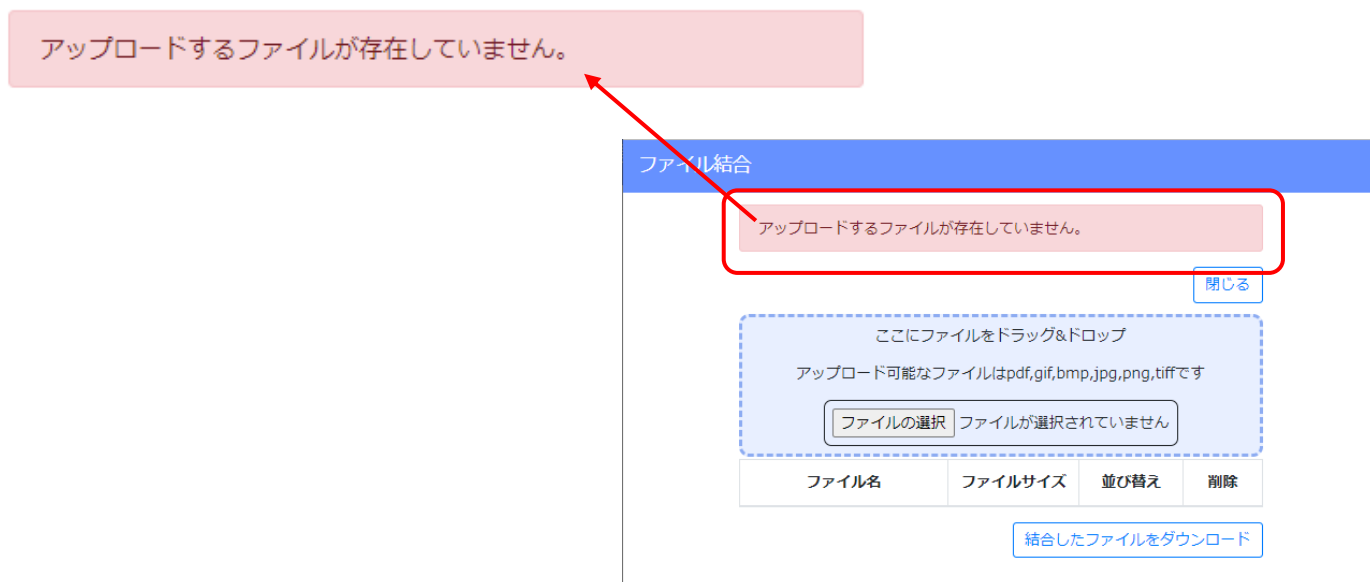 アップロードするファイルが存在していません。
ファイル結合
アップロードするファイルが存在していません。
閉じる
ここにファイルをドラッグ&ドロップ
アップロード可能なファイルはpdf,gif,bmp,jpg,png,tiffです
ファイルの選択 ファイルが選択されていません
ファイル名 ファイルサイズ 並び替え 削除
結合したファイルをダウンロード